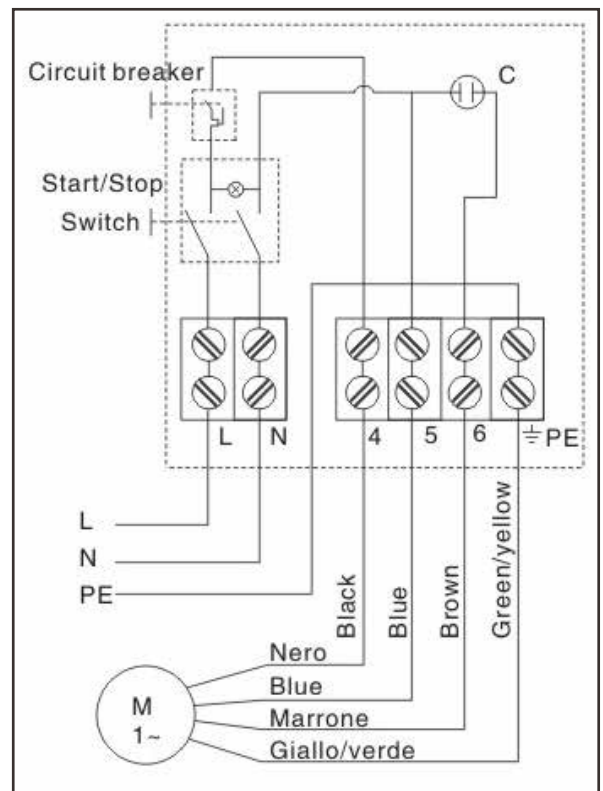 Circuit breaker
C
Start/Stop
Switch
L N 4 5 6 PE
L
N
PE
Black
Blue
Brown
Green/yellow
Nero
Blue
Marrone
Giallo/verde
M
1~